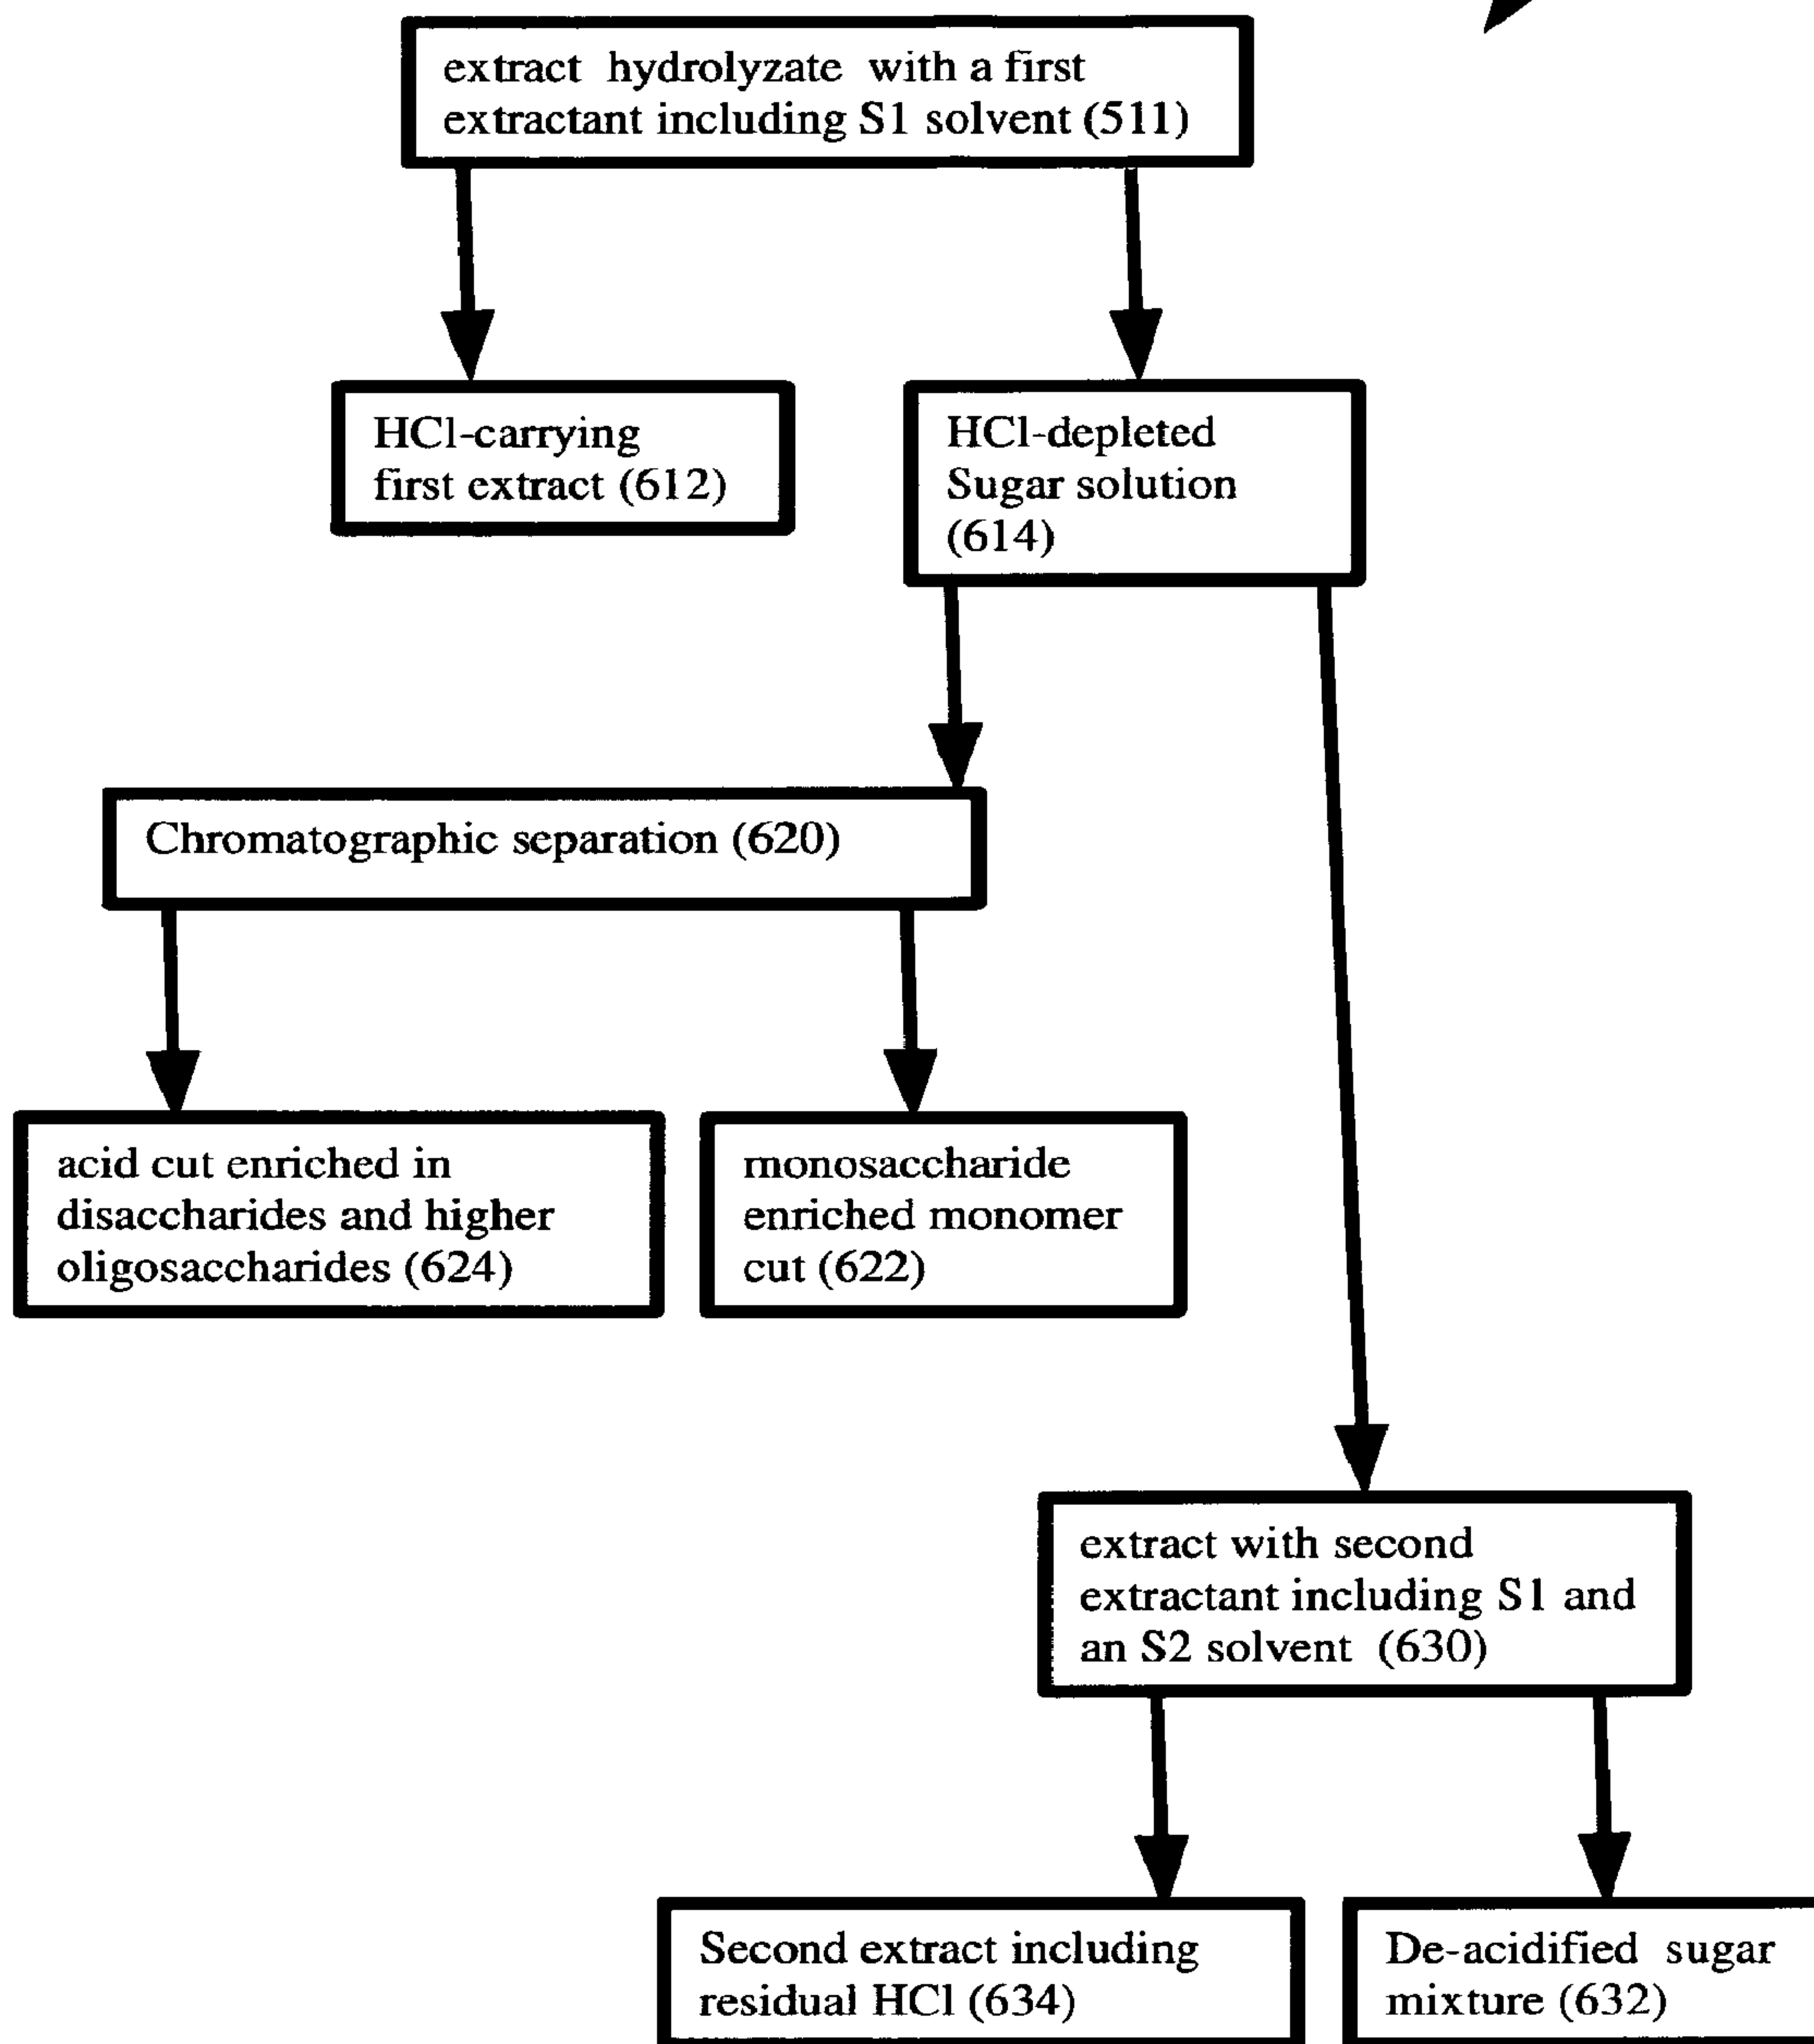 extract hydrolyzate with a first
extractant including S1 solvent (511)
HCl-carrying
first extract (612)
HCl-depleted
Sugar solution
(614)
Chromatographic separation (620)
acid cut enriched in
disaccharides and higher
oligosaccharides (624)
monosaccharide
enriched monomer
cut (622)
extract with second
extractant including S1 and
an S2 solvent (630)
Second extract including
residual HCl (634)
De-acidified sugar
mixture (632)